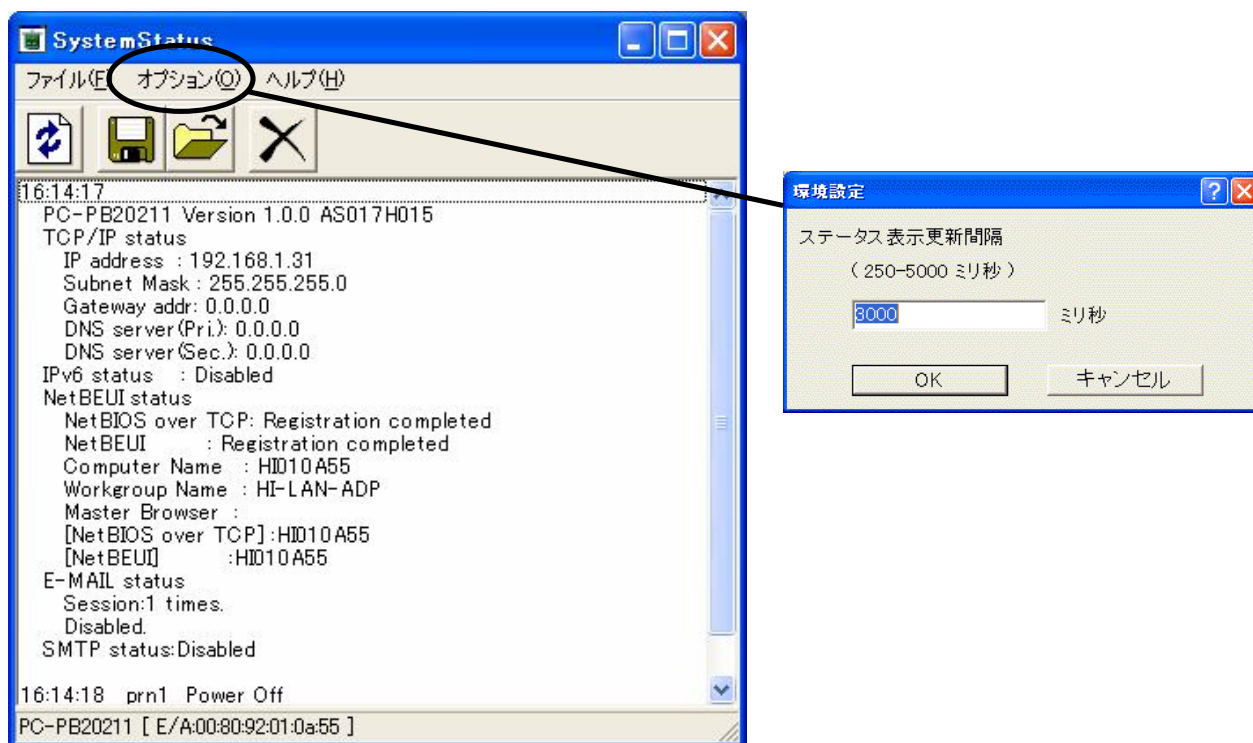 SystemStatus
ファイル(F) オプション(O) ヘルプ(H)
16:14:17
PC-PB20211 Version 1.0.0 AS017H015
TCP/IP status
IP address : 192.168.1.31
Subnet Mask : 255.255.255.0
Gateway addr: 0.0.0.0
DNS server(Pri.): 0.0.0.0
DNS server(Sec.): 0.0.0.0
IPv6 status : Disabled
NetBEUI status
NetBIOS over TCP: Registration completed
NetBEUI : Registration completed
Computer Name : HI010A55
Workgroup Name : HI-LAN-ADP
Master Browser :
[NetBIOS over TCP] :HI010A55
[NetBEUI] :HI010A55
E-MAIL status
Session:1 times.
Disabled.
SMTP status:Disabled
16:14:18 prn1 Power Off
PC-PB20211 [ E/A:00:80:92:01:0a:55 ]
環境設定
ステータス表示更新間隔
( 250-5000 ミリ秒 )
3000 ミリ秒
OK キャンセル